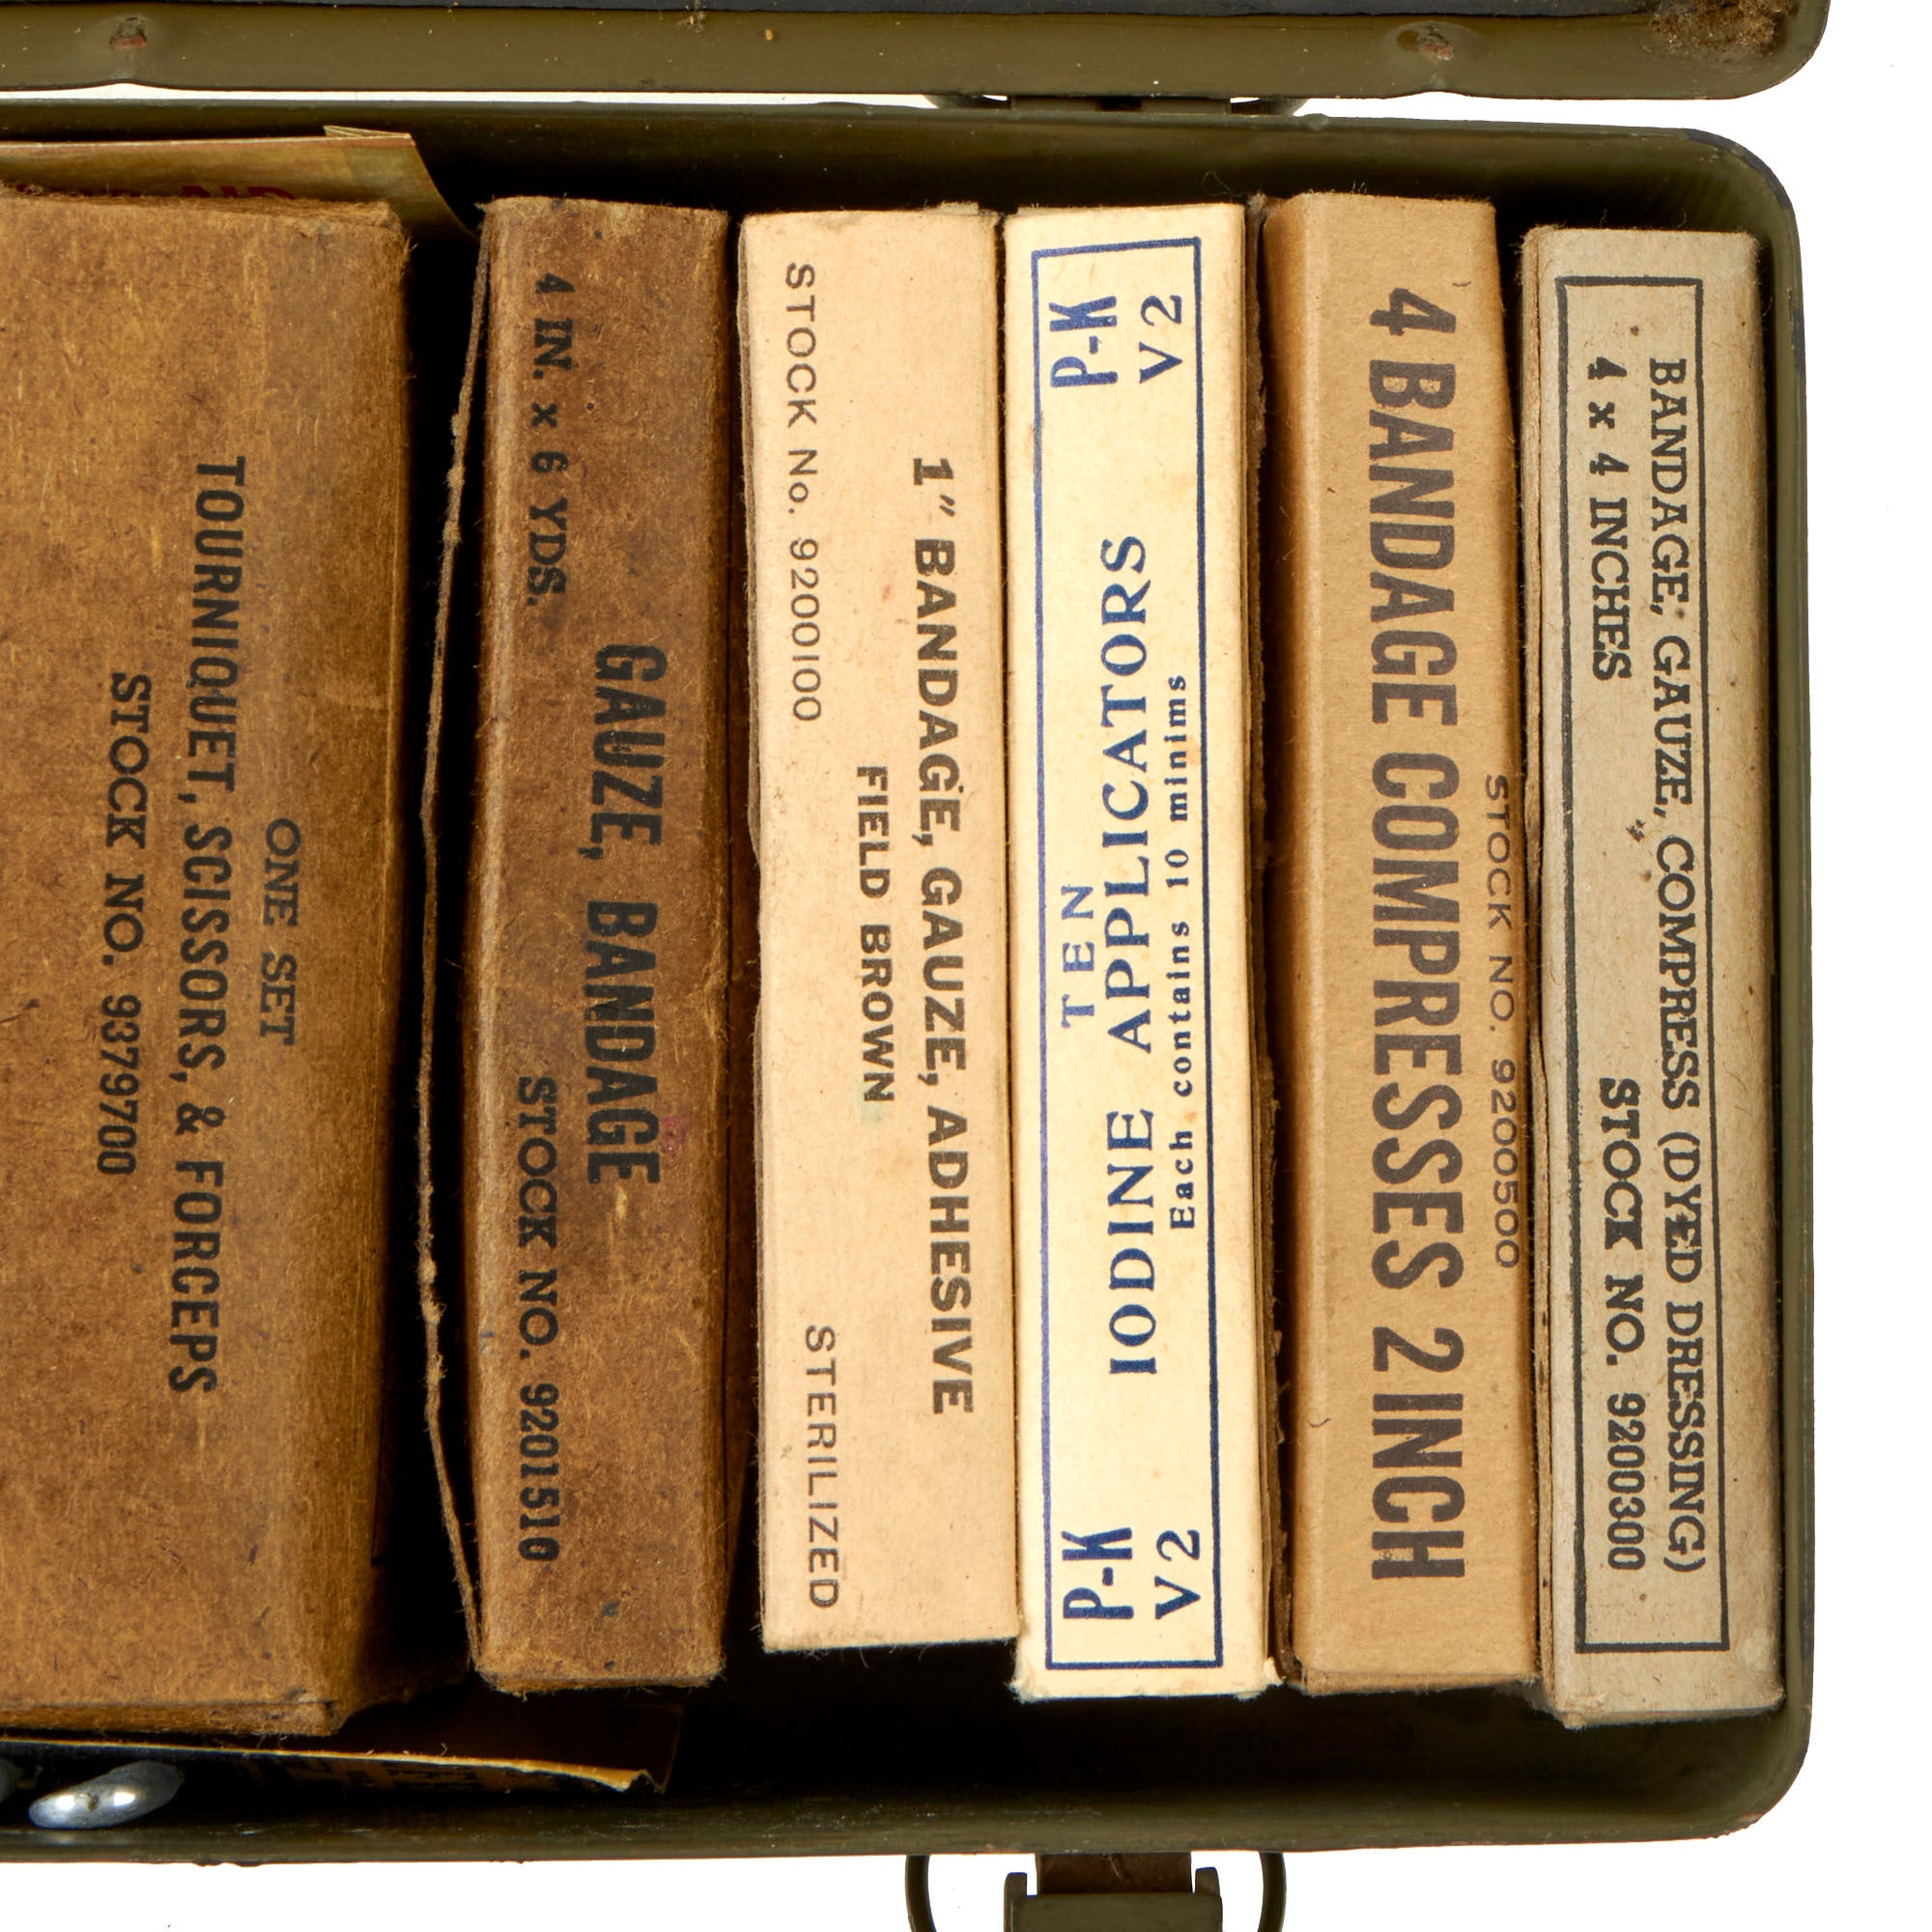 ONE SET
TOURNIQUET, SCISSORS, & FORCEPS
STOCK NO. 9379700
GAUZE, BANDAGE
4 IN. x 6 YDS.
STOCK NO. 9201510
1" BANDAGE, GAUZE, ADHESIVE
FIELD BROWN
STOCK No. 9200100
STERILIZED
P-K
V 2
TEN
IODINE APPLICATORS
Each contains 10 minims
P-K
V 2
STOCK NO. 9200500
4 BANDAGE COMPRESSES 2 INCH
BANDAGE, GAUZE, COMPRESS (DYED DRESSING)
4 x 4 INCHES
STOCK NO. 9200300